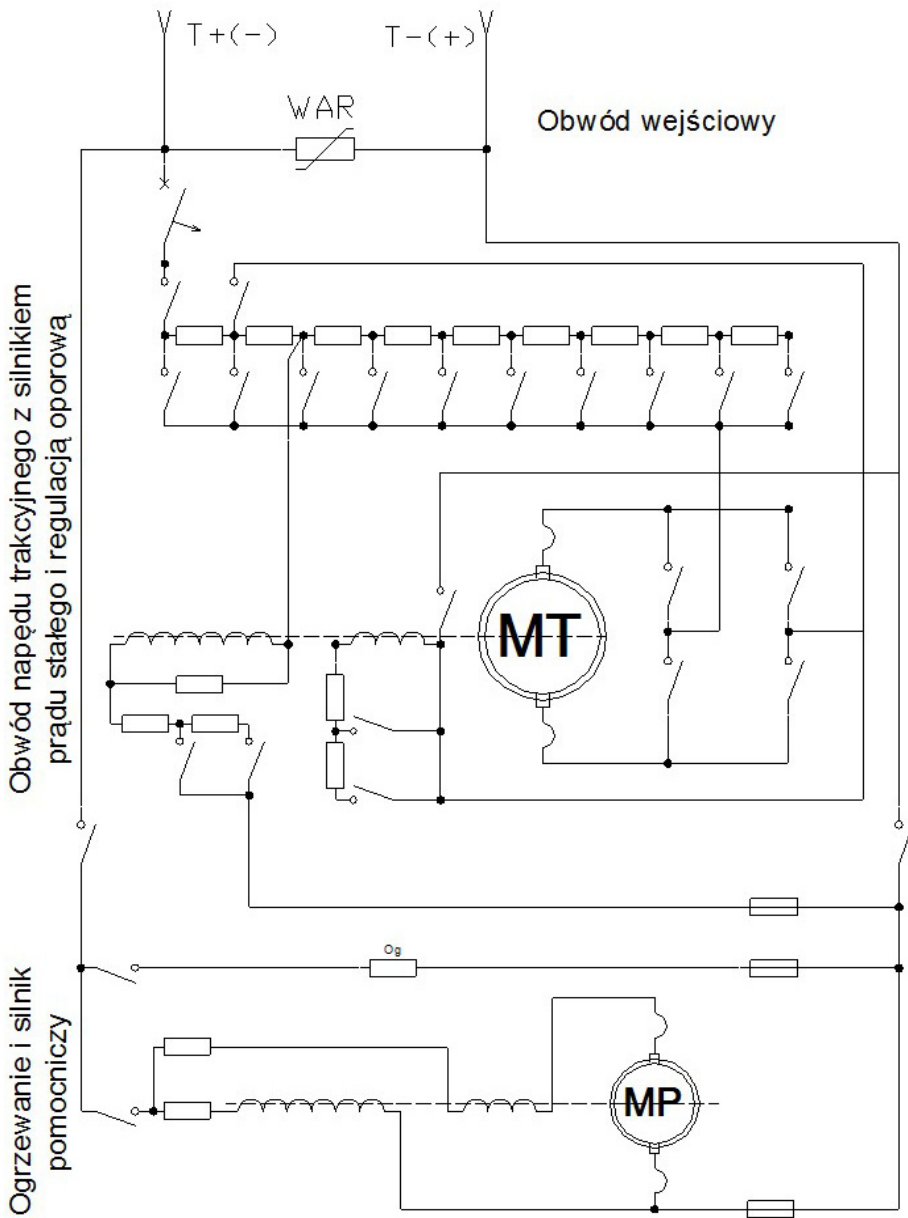 T+(-)
T-(+)
WAR
Obwód wejściowy
Obwód napędu trakcyjnego z silnikiem
prądu stałego i regulacją oporową
MT
Og
Ogrzewanie i silnik
pomocniczy
MP